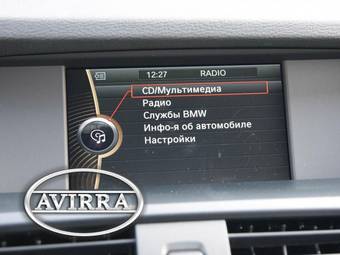 12:27 RADIO
CD/Мультимедиа
Радио
Службы BMW
Инфо-я об автомобиле
Настройки
AVIRRA